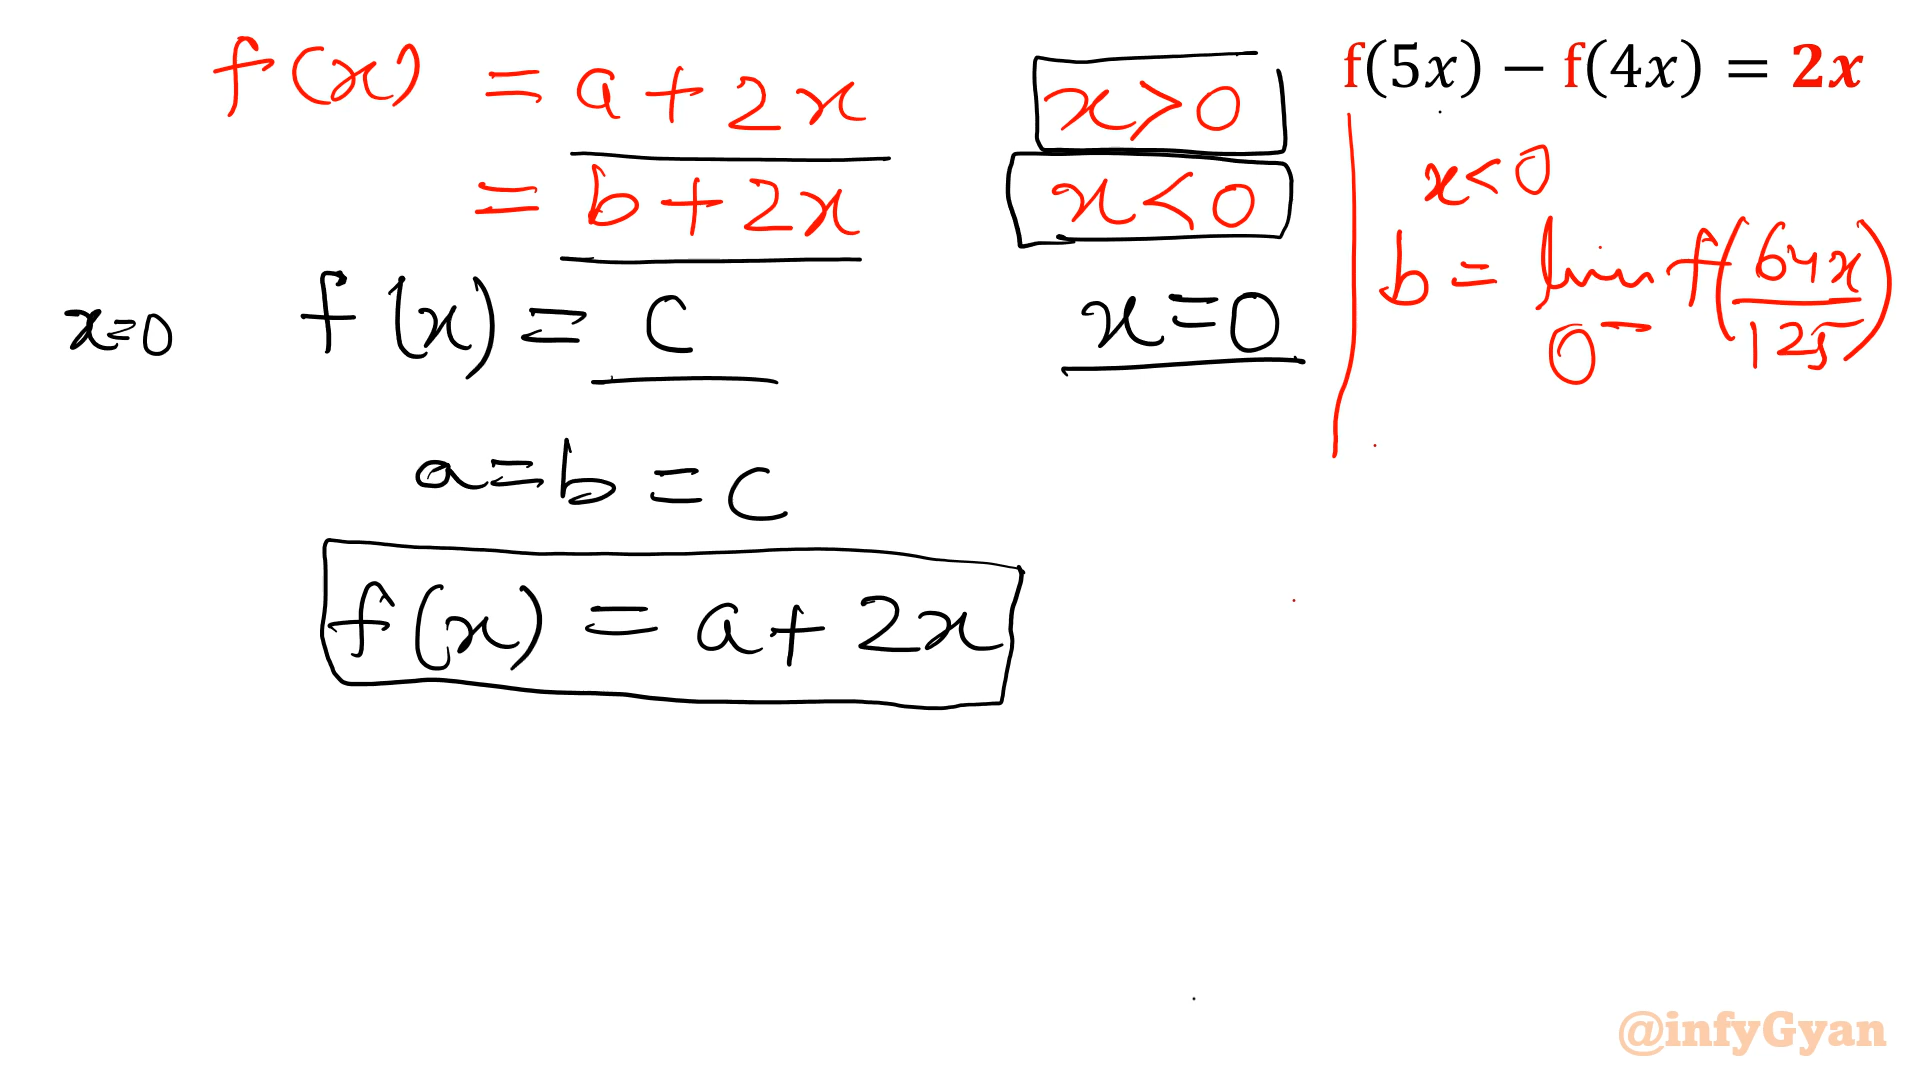 f(x) = a + 2x x>0
= b + 2x x<0
x=0 f(x) = c x=0
a = b = c
f(x) = a + 2x
f(5x) − f(4x) = 2x
x<0
b = lim f(64x/125)
0⁻
@infyGyan